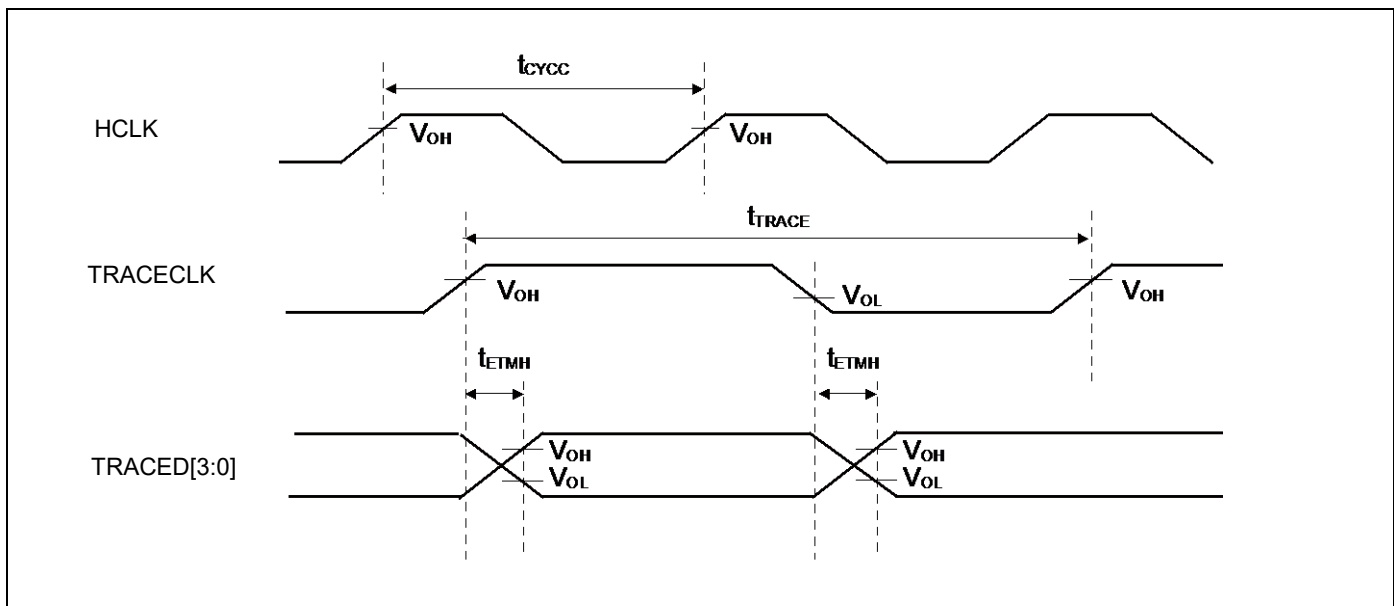 tCYCC
HCLK
VOH
VOH
tTRACE
TRACECLK
VOH
VOL
VOH
tETMH
tETMH
TRACED[3:0]
VOH
VOH
VOL
VOL